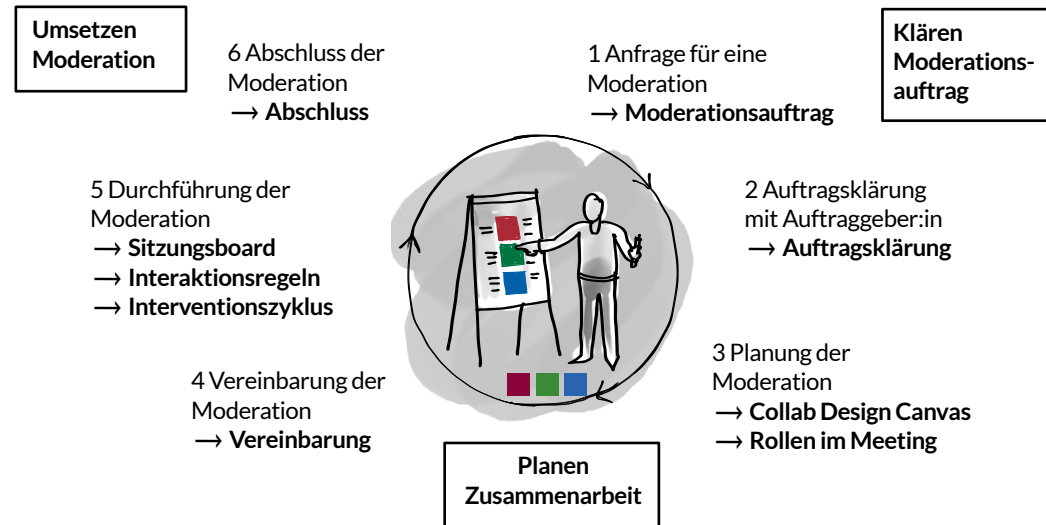 Umsetzen
Moderation
6 Abschluss der
Moderation
→ Abschluss
1 Anfrage für eine
Moderation
→ Moderationsauftrag
Klären
Moderations-
auftrag
5 Durchführung der
Moderation
→ Sitzungsboard
→ Interaktionsregeln
→ Interventionszyklus
2 Auftragsklärung
mit Auftraggeber:in
→ Auftragsklärung
4 Vereinbarung der
Moderation
→ Vereinbarung
3 Planung der
Moderation
→ Collab Design Canvas
→ Rollen im Meeting
Planen
Zusammenarbeit